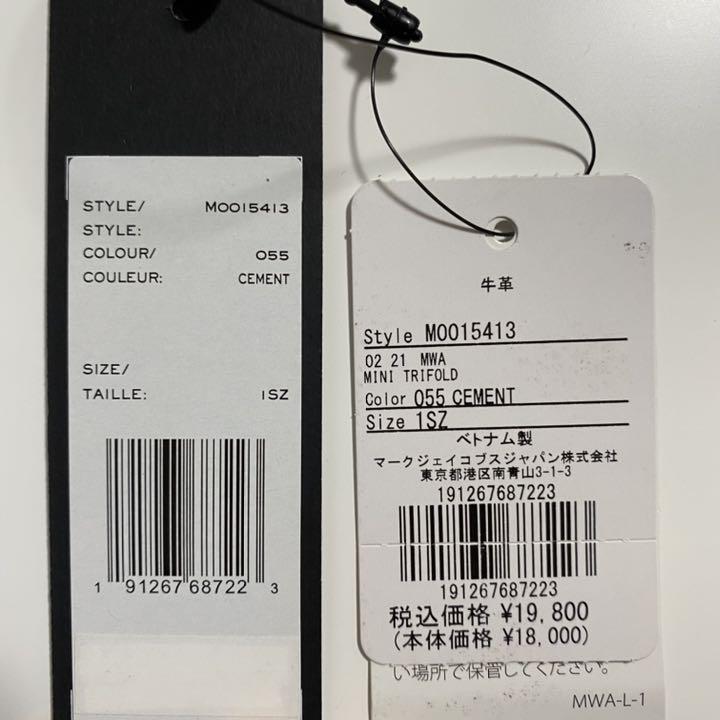 STYLE/ M0015413
STYLE:
COLOUR/ 055
COULEUR: CEMENT
SIZE/
TAILLE: 1SZ
1 91267 68722 3
牛革
Style M0015413
02 21 MWA
MINI TRIFOLD
Color 055 CEMENT
Size 1SZ
ベトナム製
マークジェイコブスジャパン株式会社
東京都港区南青山3-1-3
191267687223
191267687223
税込価格 ¥19,800
(本体価格 ¥18,000)
い場所で保管してください。
MWA-L-1